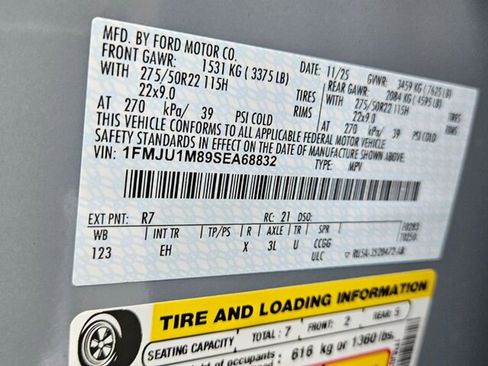 MFD. BY FORD MOTOR CO.
FRONT GAWR: 1531 KG ( 3375 LB)
WITH 275/50R22 115H TIRES
22x9.0 RIMS
AT 270 kPa/ 39 PSI COLD
DATE: 11/25 GVWR: 3459 KG (7625 LB)
REAR GAWR: 2084 KG ( 4595 LB)
WITH 275/50R22 115H TIRES
22x9.0 RIMS
AT 270 kPa/ 39 PSI COLD
THIS VEHICLE CONFORMS TO ALL APPLICABLE FEDERAL MOTOR VEHICLE
SAFETY STANDARDS IN EFFECT ON THE DATE OF MANUFACTURE SHOWN ABOVE.
VIN: 1FMJU1M89SEA68832
TYPE: MPV
EXT PNT: R7 RC: 21 DSO:
WB INT TR TP/PS R AXLE TR SPR
123 EH X 3L U CCGG
ULC
TIRE AND LOADING INFORMATION
SEATING CAPACITY TOTAL: 7 FRONT: 2 REAR: 5
of occupants 616 kg or 1360 lbs.